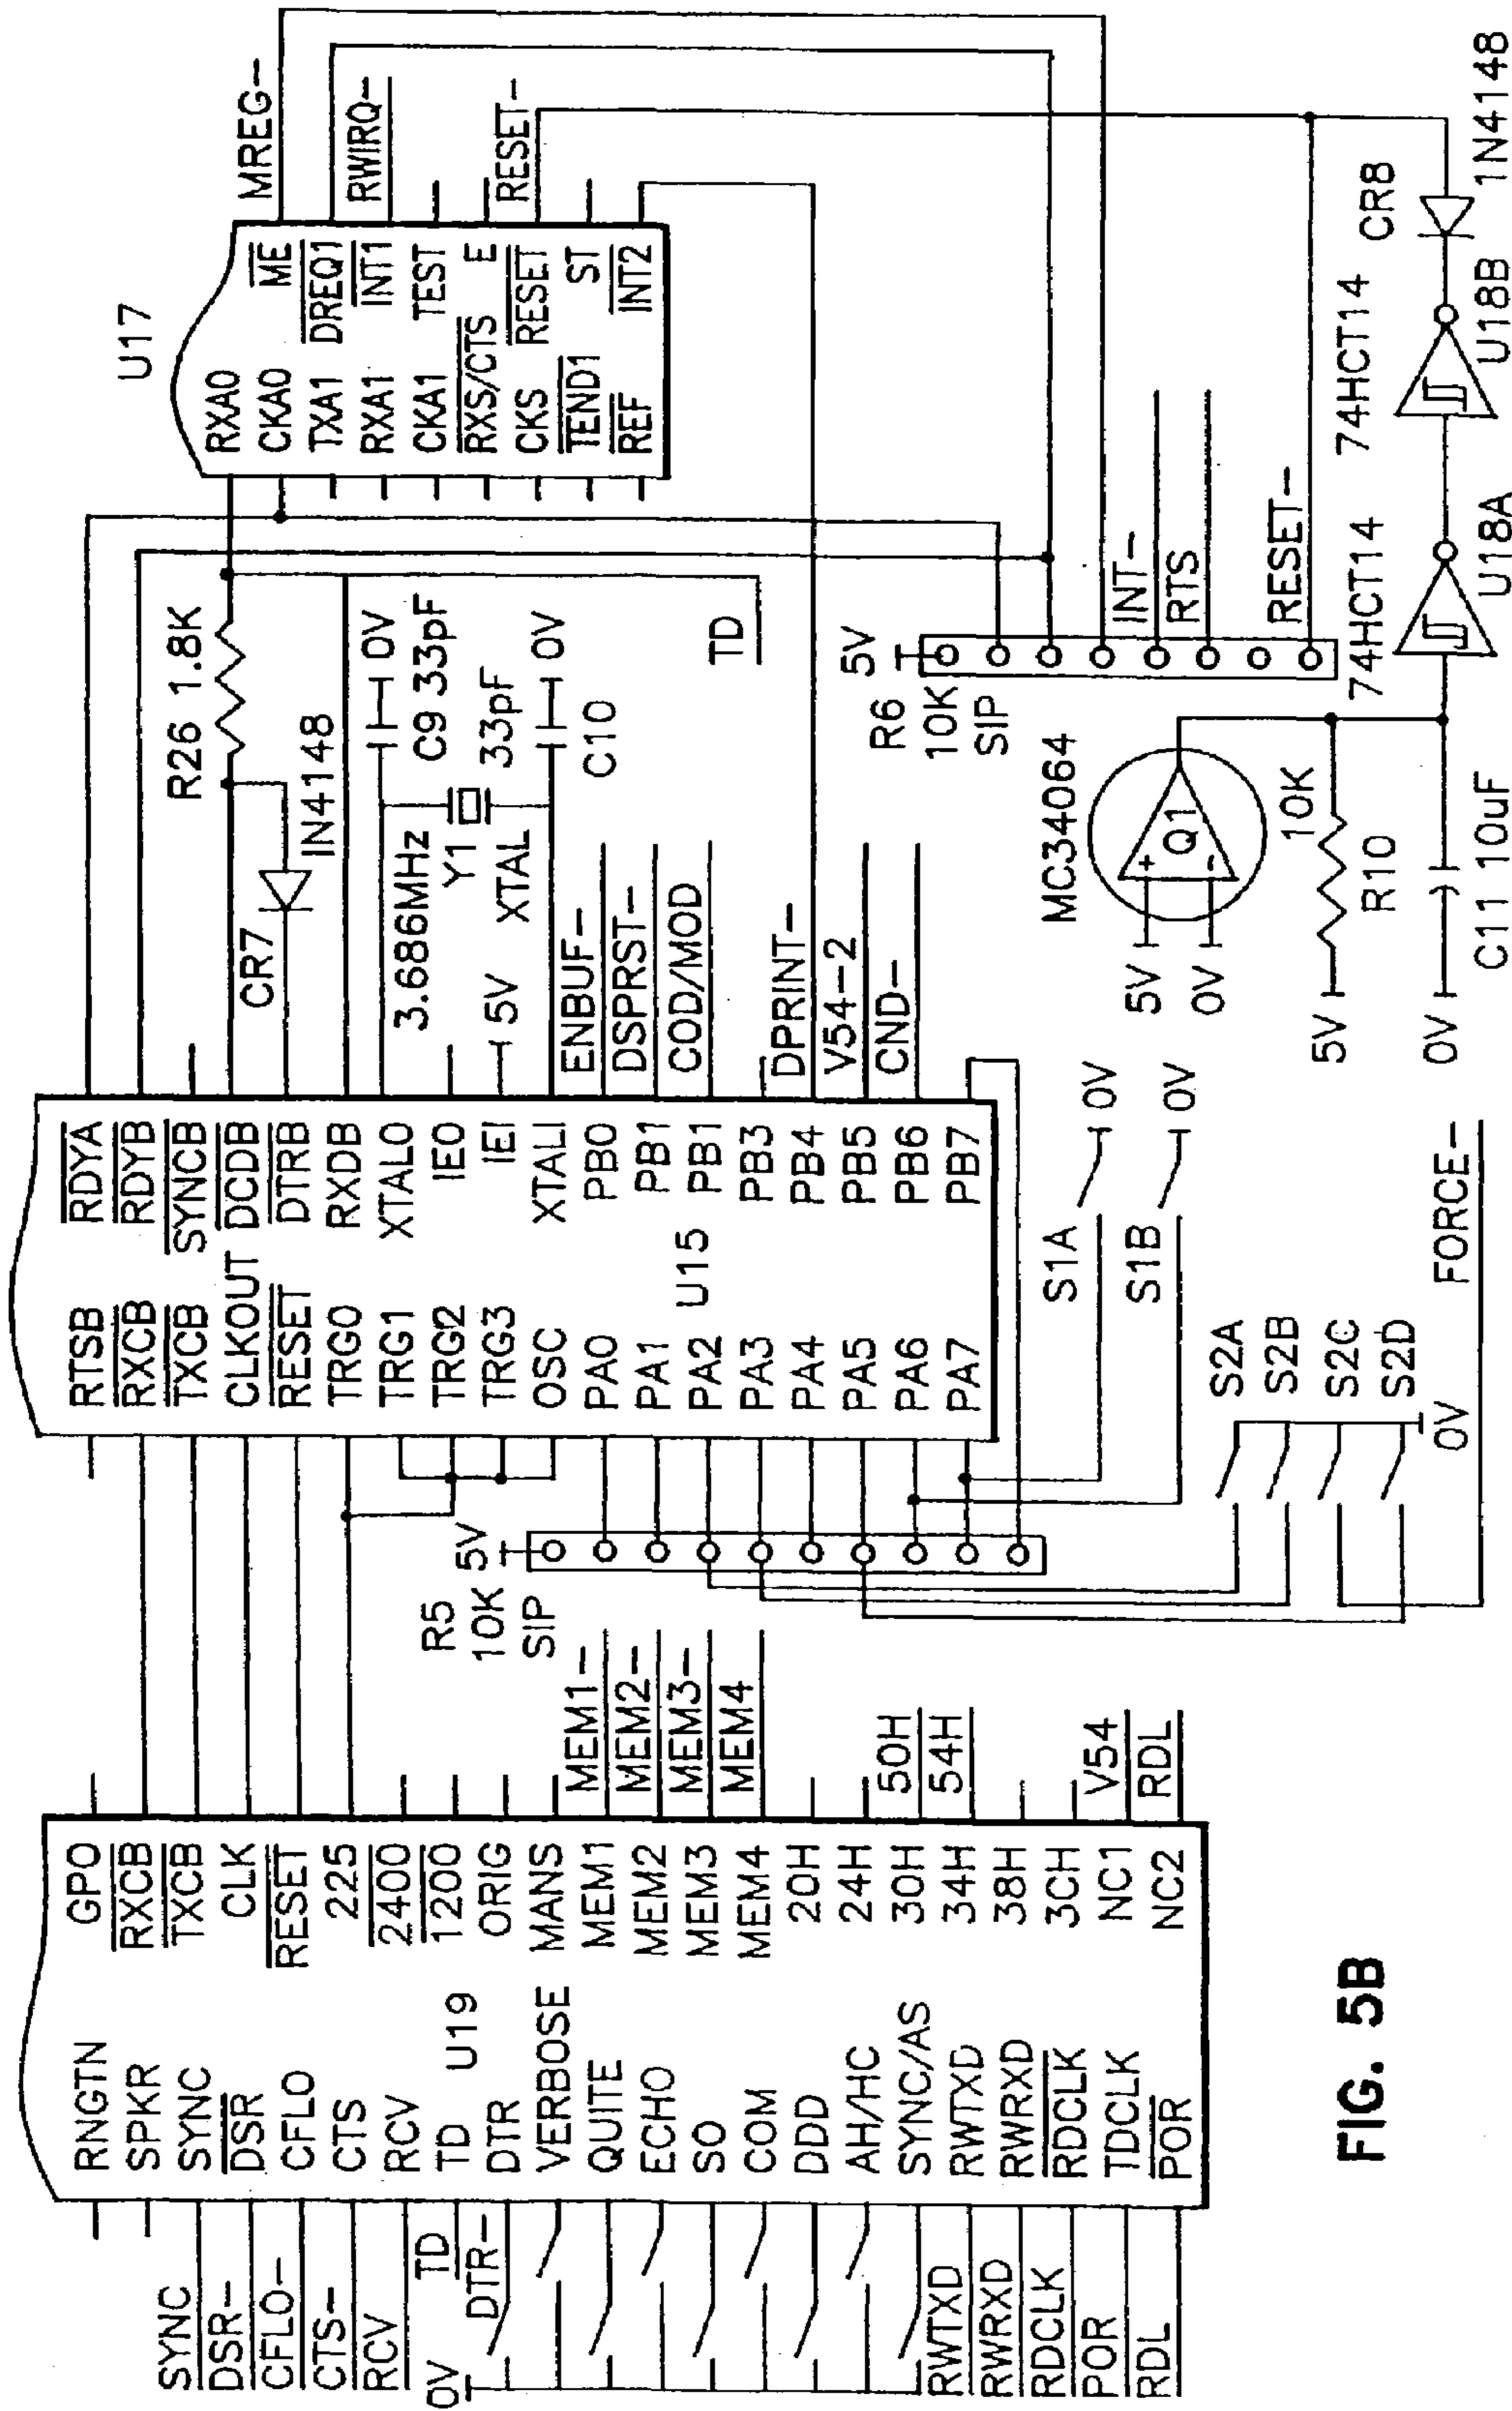 U19
RNGTN
SPKR
SYNC
DSR
CFLO
CTS
RCV
TD
DTR
VERBOSE
QUITE
ECHO
SO
COM
DDD
AH/HC
SYNC/AS
RWTXD
RWRXD
RDCLK
TDCLK
POR
GPO
RXCB
TXCB
CLK
RESET
225
2400
1200
ORIG
MANS
MEM1
MEM2
MEM3
MEM4
20H
24H
30H
34H
38H
3CH
NC1
NC2
SYNC
DSR-
CFLO-
CTS-
RCV
TD
DTR-
0V
RWTXD
RWRXD
RDCLK
POR
RDL
MEM1-
MEM2-
MEM3-
MEM4
50H
54H
V54
RDL
R5
10K
SIP
5V
U15
RTSB
RXCB
TXCB
CLKOUT
RESET
TRG0
TRG1
TRG2
TRG3
OSC
PA0
PA1
PA2
PA3
PA4
PA5
PA6
PA7
RDYA
RDYB
SYNCB
DCDB
DTRB
RXDB
XTALO
IEO
IEI
XTALI
PB0
PB1
PB1
PB3
PB4
PB5
PB6
PB7
S2A
S2B
S2C
S2D
0V
FORCE-
S1A
0V
S1B
0V
CR7
IN4148
R26 1.8K
3.686MHz
Y1
XTAL
5V
0V
C9 33pF
33pF
0V
C10
ENBUF-
DSPRST-
COD/MOD
DPRINT-
V54-2
CND-
TD
U17
RXA0
CKA0
TXA1
RXA1
CKA1
RXS/CTS
CKS
TEND1
REF
ME
DREQ1
INT1
TEST
E
RESET
ST
INT2
MREG-
RWIRQ-
RESET-
R6
10K
SIP
5V
INT-
RTS
RESET-
MC34064
Q1
+
-
5V
0V
5V
10K
R10
0V
C11 10uF
74HCT14
U18A
74HCT14
U18B
CR8
1N4148
FIG. 5B